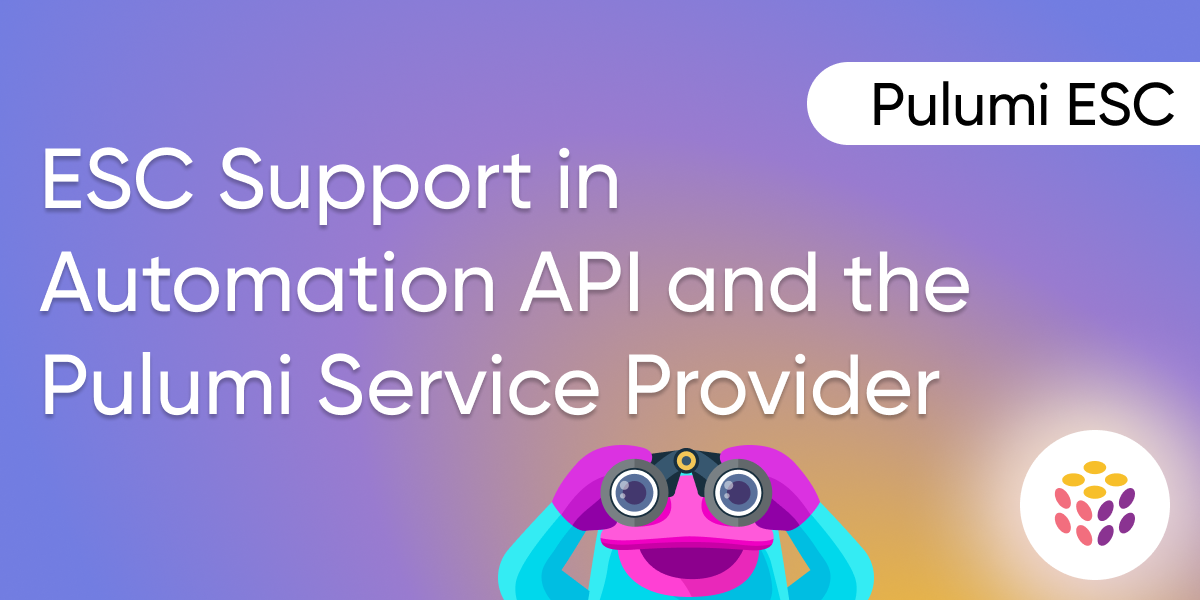 Pulumi ESC
ESC Support in
Automation API and the
Pulumi Service Provider